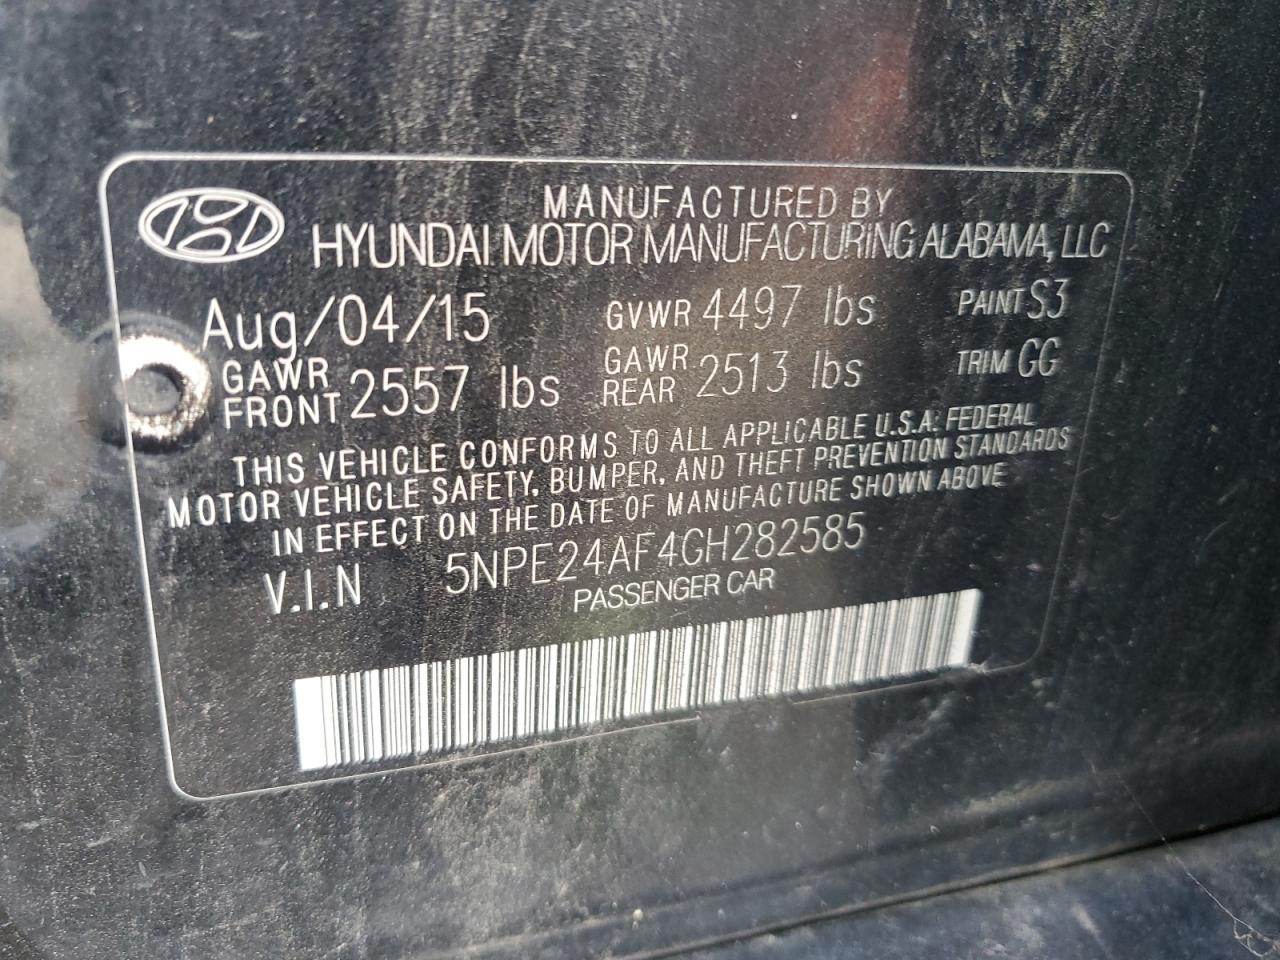 MANUFACTURED BY
HYUNDAI MOTOR MANUFACTURING ALABAMA, LLC
Aug/04/15 GVWR 4497 lbs PAINT S3
GAWR FRONT 2557 lbs GAWR REAR 2513 lbs TRIM GG
THIS VEHICLE CONFORMS TO ALL APPLICABLE U.S.A. FEDERAL
MOTOR VEHICLE SAFETY, BUMPER, AND THEFT PREVENTION STANDARDS
IN EFFECT ON THE DATE OF MANUFACTURE SHOWN ABOVE
V.I.N 5NPE24AF4GH282585
PASSENGER CAR